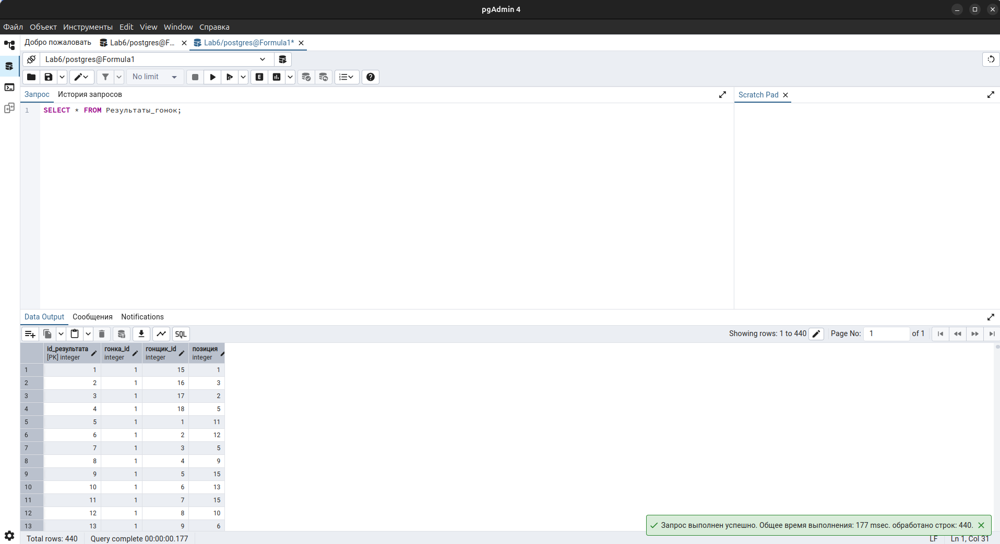 pgAdmin 4
Файл Объект Инструменты Edit View Window Справка
Добро пожаловать Lab6/postgres@F... Lab6/postgres@Formula1*
Lab6/postgres@Formula1
No limit E
Запрос История запросов Scratch Pad
1 SELECT * FROM Результаты_гонок;
Data Output Сообщения Notifications
SQL Showing rows: 1 to 440 Page No: 1 of 1
id_результата гонка_id гонщик_id позиция
[PK] integer integer integer integer
1 1 1 15 1
2 2 1 16 3
3 3 1 17 2
4 4 1 18 5
5 5 1 1 11
6 6 1 2 12
7 7 1 3 5
8 8 1 4 9
9 9 1 5 15
10 10 1 6 13
11 11 1 7 15
12 12 1 8 10
13 13 1 9 6
Запрос выполнен успешно. Общее время выполнения: 177 msec. обработано строк: 440.
Total rows: 440 Query complete 00:00:00.177 LF Ln 1, Col 31